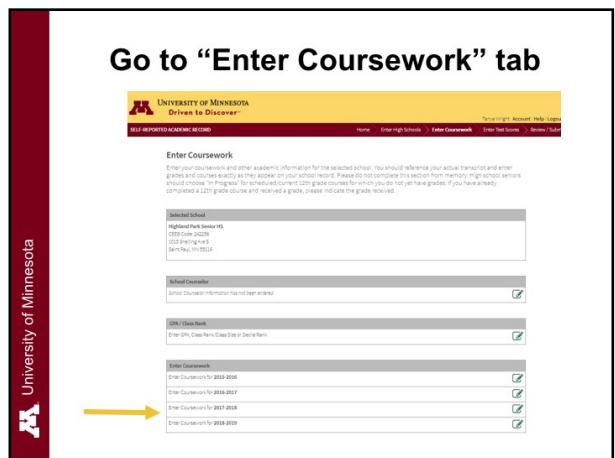 Go to “Enter Coursework” tab
UNIVERSITY OF MINNESOTA
Driven to Discover
Account Help Logou
SELF-REPORTED ACADEMIC RECORD Home Enter High Schools Enter Coursework Enter Test Scores Review / Subm
Enter Coursework
Enter your coursework and other academic information for the selected school. You should reference your actual transcript and enter
grades and courses exactly as they appear on your school record. Please do not complete this section from memory. High school seniors
should choose "In Progress" for scheduled/current 12th grade courses for which you do not yet have grades. If you have already
completed a 12th grade course and received a grade, please indicate the grade received.
Selected School
Highland Park Senior HS
CEEB Code: 242236
1015 Snelling Ave S
Saint Paul, MN 55116
School Counselor
School Counselor information has not been entered
GPA / Class Rank
Enter GPA, Class Rank/Class Size or Decile Rank
Enter Coursework
Enter Coursework for 2015-2016
Enter Coursework for 2016-2017
Enter Coursework for 2017-2018
Enter Coursework for 2018-2019
University of Minnesota